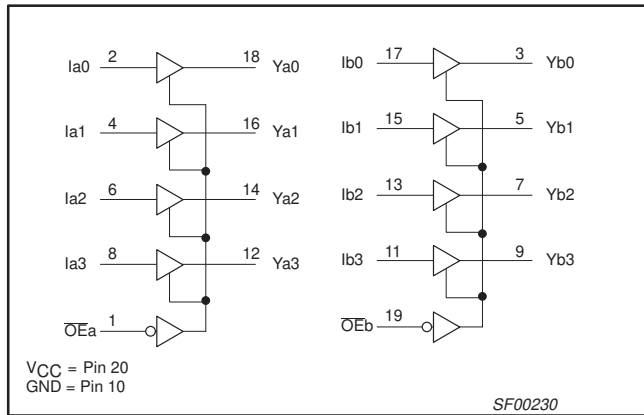 Ia0 2 18 Ya0
Ia1 4 16 Ya1
Ia2 6 14 Ya2
Ia3 8 12 Ya3
OEa 1
Ib0 17 3 Yb0
Ib1 15 5 Yb1
Ib2 13 7 Yb2
Ib3 11 9 Yb3
OEb 19
VCC = Pin 20
GND = Pin 10
SF00230